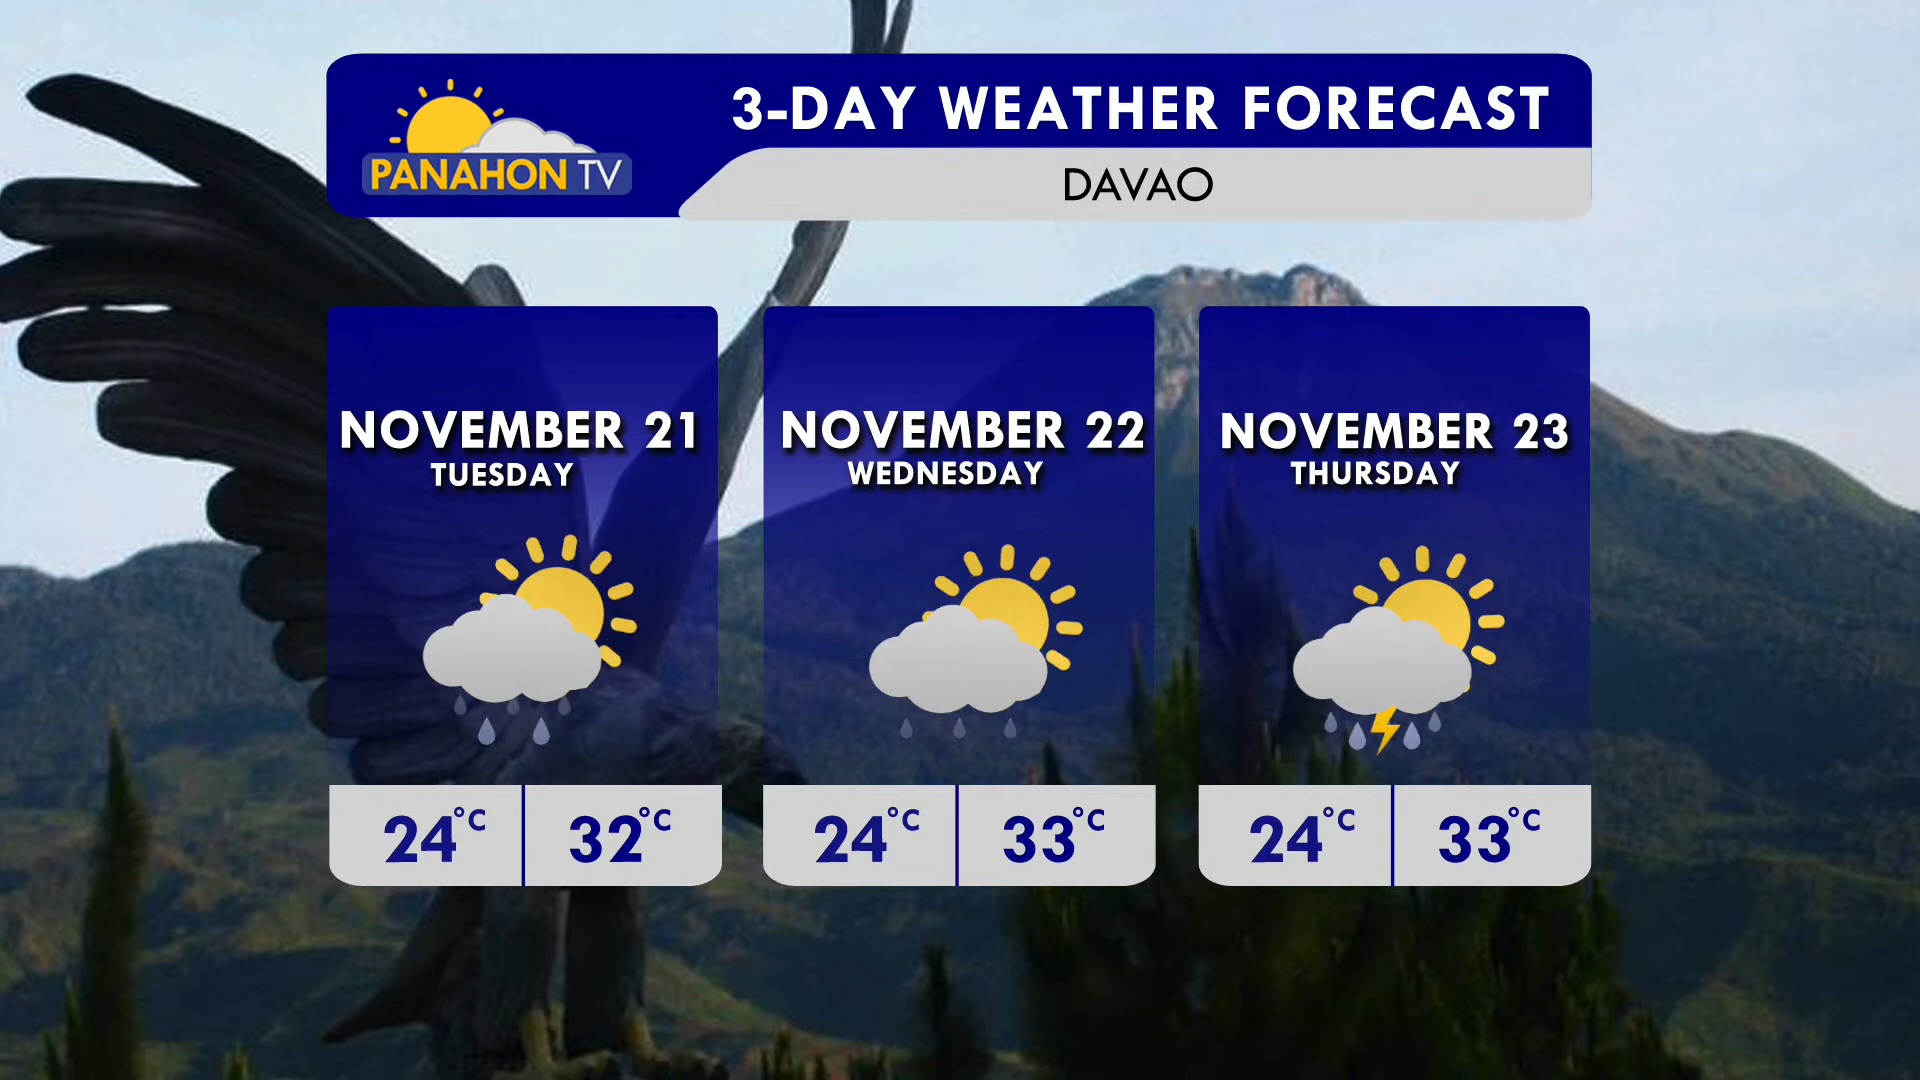 3-DAY WEATHER FORECAST
PANAHON TV
DAVAO
NOVEMBER 21
TUESDAY
24°C
32°C
NOVEMBER 22
WEDNESDAY
24°C
33°C
NOVEMBER 23
THURSDAY
24°C
33°C